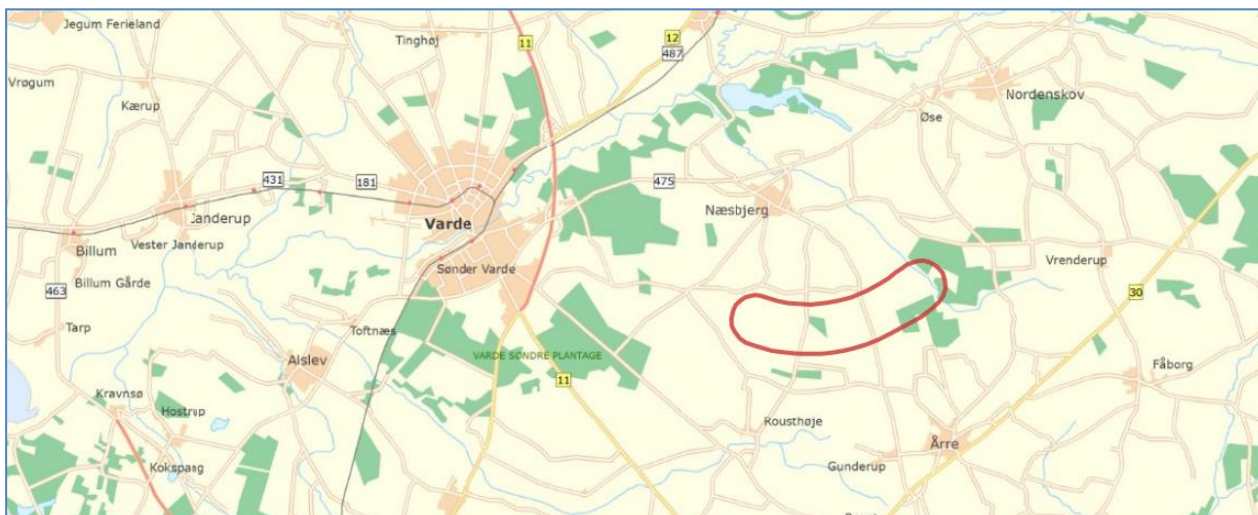 Jegum Ferieland
Tinghøj
11
12
487
Vrøgum
Kærup
Nordenskov
Øse
431
181
475
Janderup
Varde
Næsbjerg
Billum
Vester Janderup
Sønder Varde
Vrenderup
Billum Gårde
463
30
Tarp
Toftnæs
Alslev
VARDE SØNDRE PLANTAGE
11
Fåborg
Kravnsø
Hostrup
Rousthøje
Årre
Kokspang
Gunderup